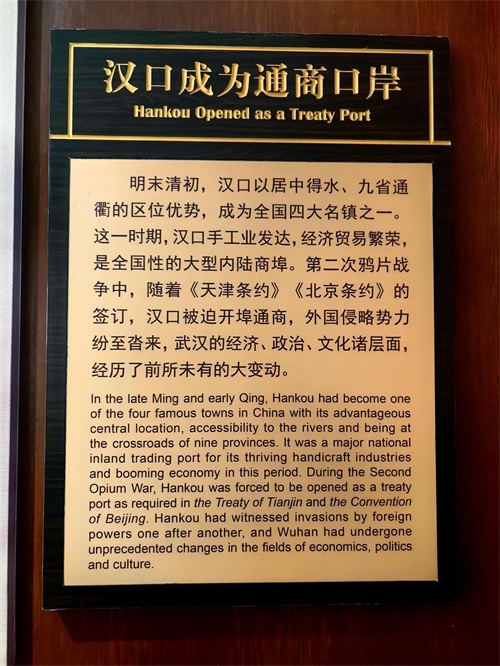 汉口成为通商口岸
Hankou Opened as a Treaty Port
明末清初，汉口以居中得水、九省通
衢的区位优势，成为全国四大名镇之一。
这一时期，汉口手工业发达，经济贸易繁荣，
是全国性的大型内陆商埠。第二次鸦片战
争中，随着《天津条约》《北京条约》的
签订，汉口被迫开埠通商，外国侵略势力
纷至沓来，武汉的经济、政治、文化诸层面，
经历了前所未有的大变动。
In the late Ming and early Qing, Hankou had become one
of the four famous towns in China with its advantageous
central location, accessibility to the rivers and being at
the crossroads of nine provinces. It was a major national
inland trading port for its thriving handicraft industries
and booming economy in this period. During the Second
Opium War, Hankou was forced to be opened as a treaty
port as required in the Treaty of Tianjin and the Convention
of Beijing. Hankou had witnessed invasions by foreign
powers one after another, and Wuhan had undergone
unprecedented changes in the fields of economics, politics
and culture.